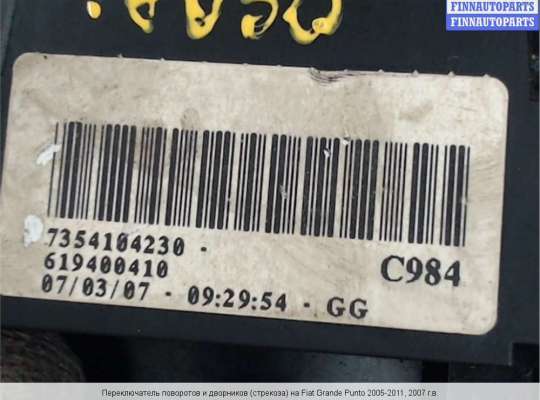 FINNAUTOPARTS
FINNAUTOPARTS
FINNAUTOPARTS
7354104230 -
619400410
C984
07/03/07 - 09:29:54 - GG
Переключатель поворотов и дворников (стрекоза) на Fiat Grande Punto 2005-2011, 2007 г.в.